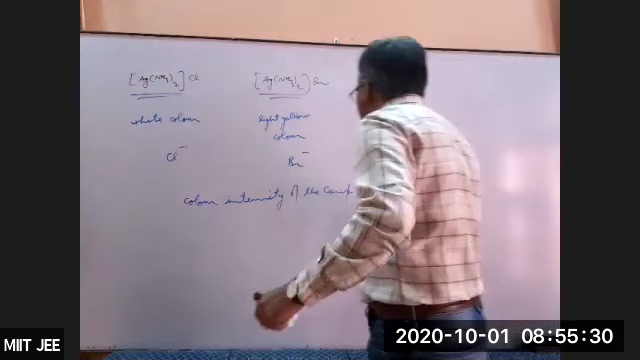 [Ag(NH3)2]Cl [Ag(NH3)2]Br
white colour light yellow
colour
Cl⁻ Br⁻
colour intensity of the comp
MIIT JEE
2020-10-01 08:55:30